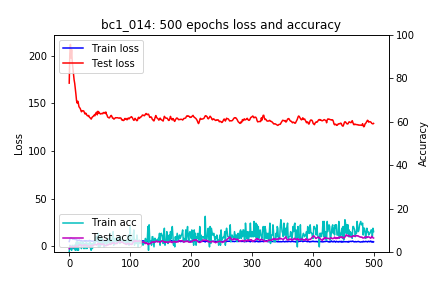 bc1_014: 500 epochs loss and accuracy
Train loss
Test loss
Train acc
Test acc
Loss
Accuracy
200
150
100
50
0
100
80
60
40
20
0
0
100
200
300
400
500